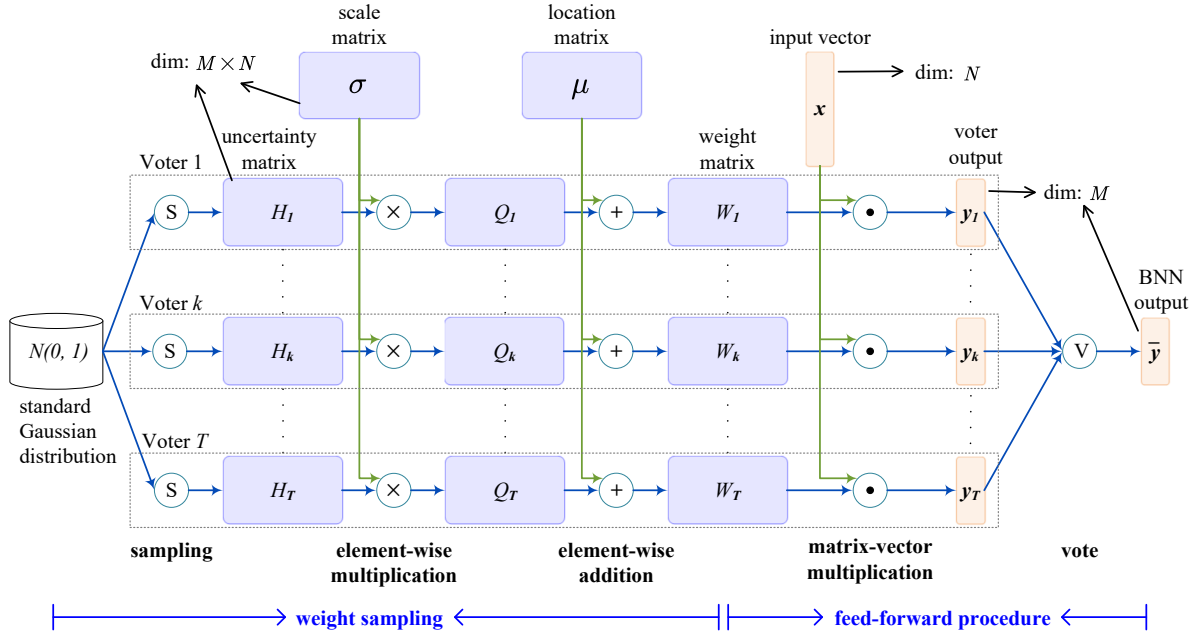 scale
matrix
location
matrix
input vector
dim: M × N
σ
μ
x
dim: N
uncertainty
matrix
weight
matrix
voter
output
Voter 1
S
H1
×
Q1
+
W1
•
y1
dim: M
Voter k
BNN
output
N(0, 1)
S
Hk
×
Qk
+
Wk
•
yk
V
y̅
standard
Gaussian
distribution
Voter T
S
HT
×
QT
+
WT
•
yT
sampling
element-wise
multiplication
element-wise
addition
matrix-vector
multiplication
vote
weight sampling
feed-forward procedure